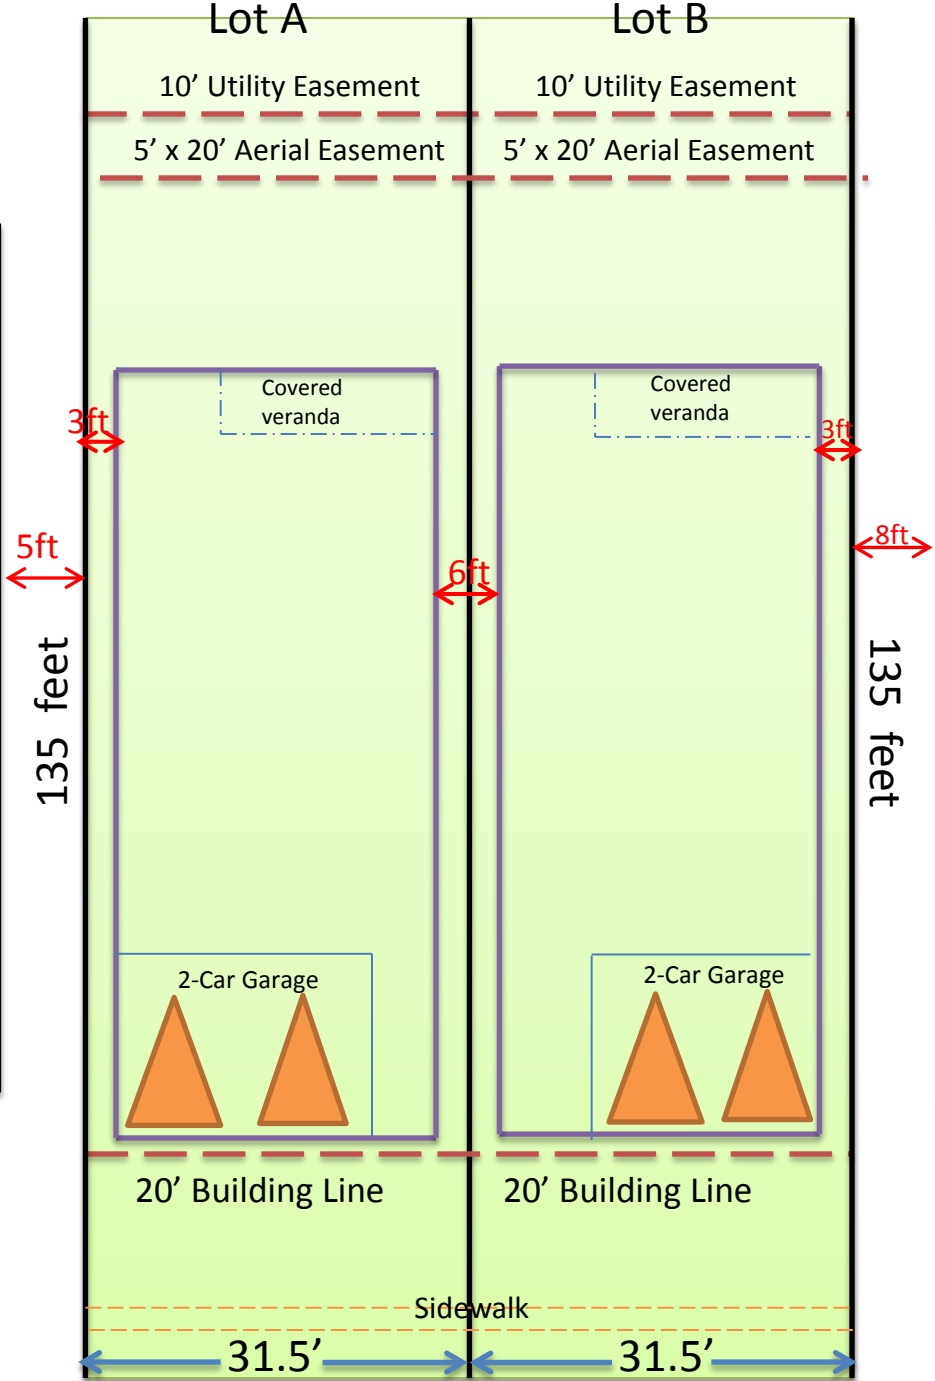 Lot A
Lot B
10’ Utility Easement
10’ Utility Easement
5’ x 20’ Aerial Easement
5’ x 20’ Aerial Easement
Covered
veranda
Covered
veranda
3ft
3ft
5ft
6ft
8ft
135 feet
135 feet
2-Car Garage
2-Car Garage
20’ Building Line
20’ Building Line
Sidewalk
31.5’
31.5’